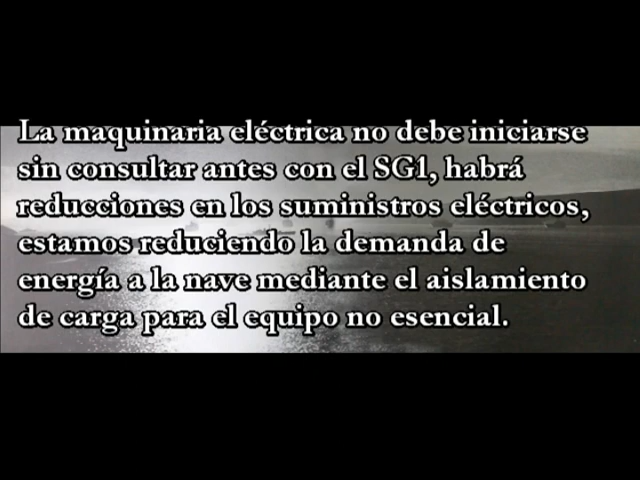 La maquinaria eléctrica no debe iniciarse
sin consultar antes con el SG1, habrá
reducciones en los suministros eléctricos,
estamos reduciendo la demanda de
energía a la nave mediante el aislamiento
de carga para el equipo no esencial.